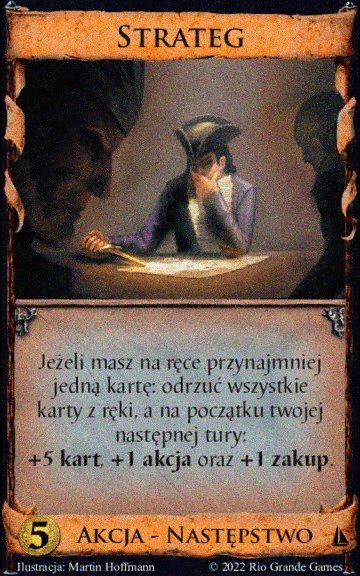 Strateg
Jeżeli masz na ręce przynajmniej
jedną kartę: odrzuć wszystkie
karty z ręki, a na początku twojej
następnej tury:
+5 kart, +1 akcja oraz +1 zakup.
5 Akcja - Następstwo
Ilustracja: Martin Hoffmann © 2022 Rio Grande Games